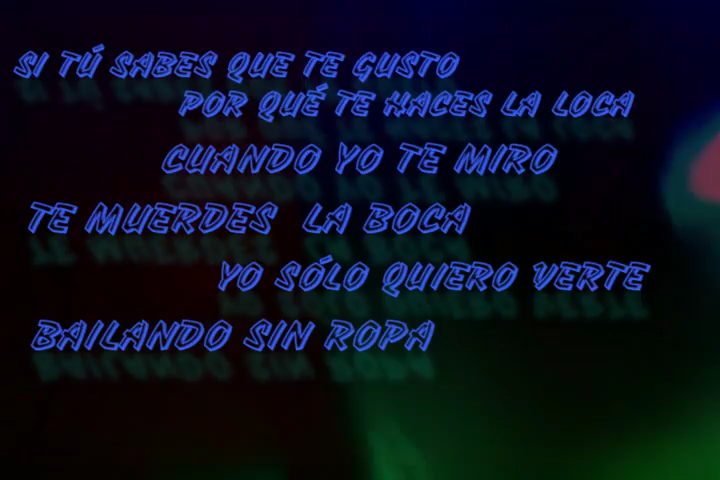 SI TÚ SABES QUE TE GUSTO
POR QUÉ TE HACES LA LOCA
CUANDO YO TE MIRO
TE MUERDES LA BOCA
YO SÓLO QUIERO VERTE
BAILANDO SIN ROPA